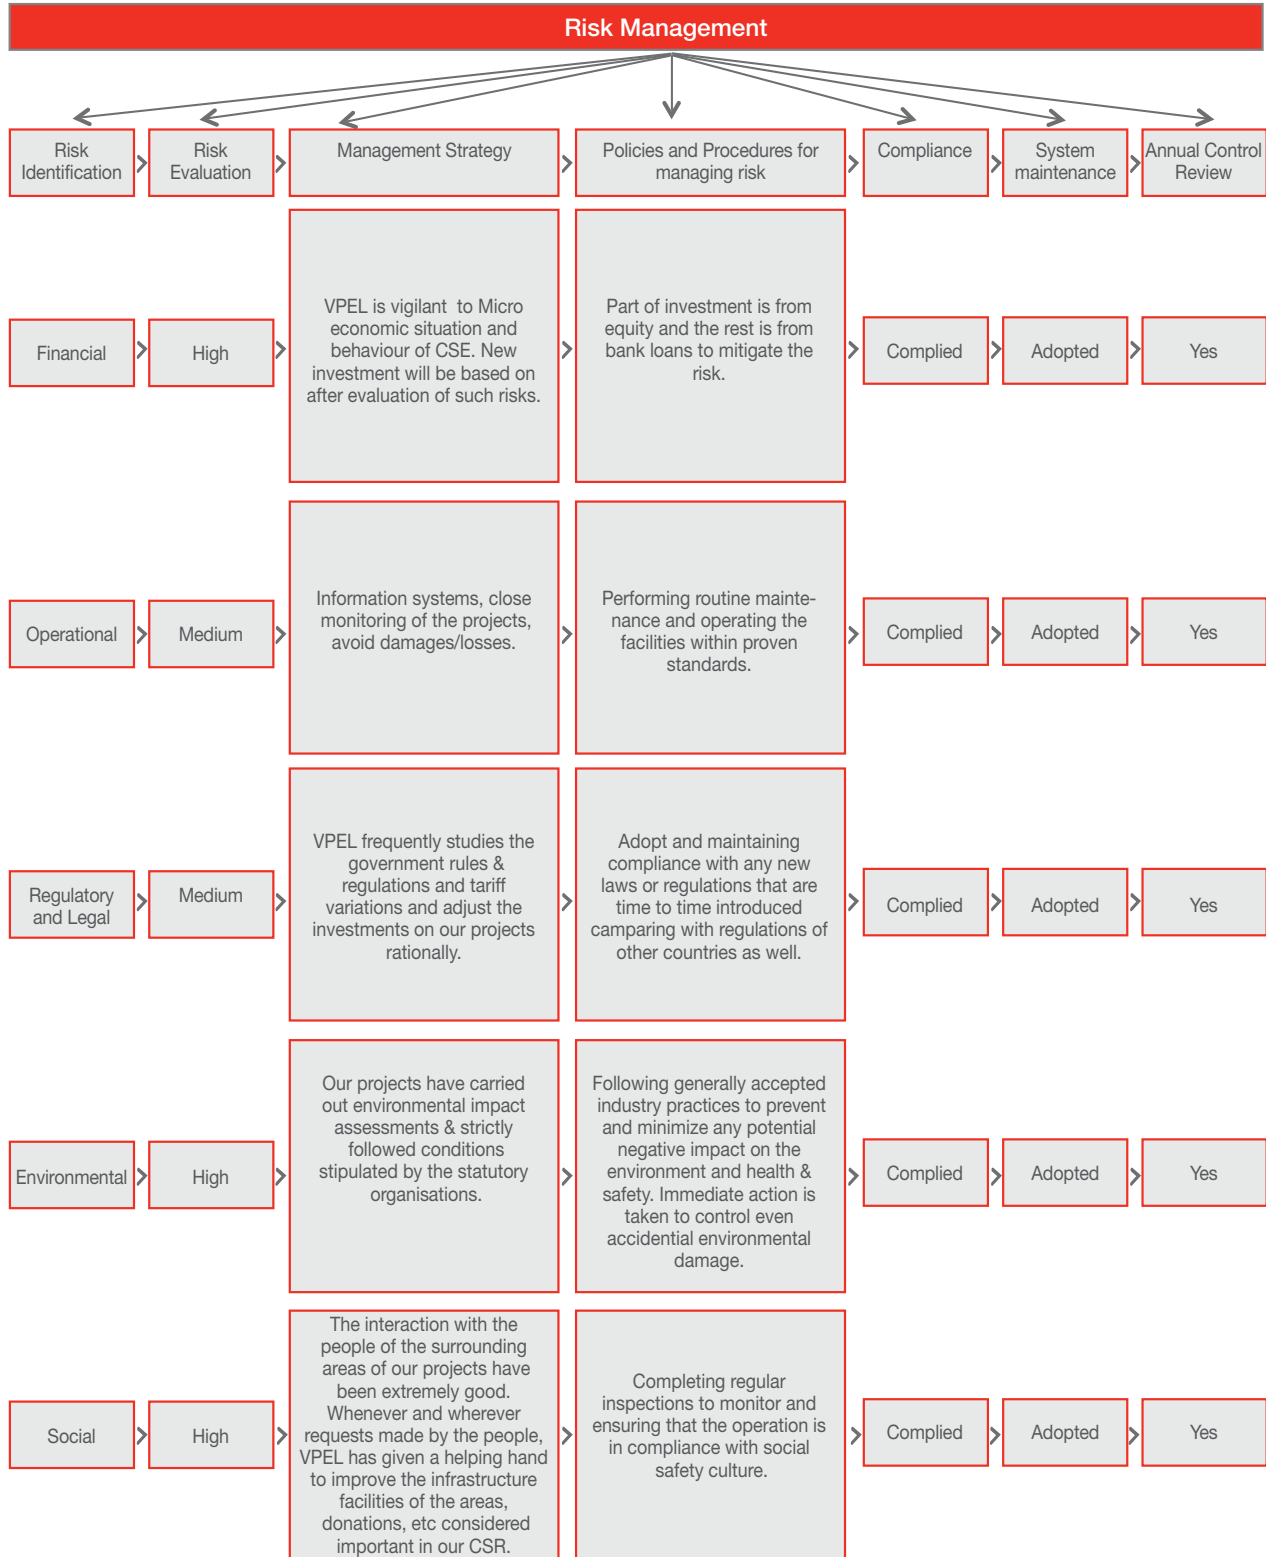 Risk Management
Risk
Identification
Risk
Evaluation
Management Strategy
Policies and Procedures for
managing risk
Compliance
System
maintenance
Annual Control
Review
Financial
High
VPEL is vigilant to Micro
economic situation and
behaviour of CSE. New
investment will be based on
after evaluation of such risks.
Part of investment is from
equity and the rest is from
bank loans to mitigate the
risk.
Complied
Adopted
Yes
Operational
Medium
Information systems, close
monitoring of the projects,
avoid damages/losses.
Performing routine mainte-
nance and operating the
facilities within proven
standards.
Complied
Adopted
Yes
Regulatory
and Legal
Medium
VPEL frequently studies the
government rules &
regulations and tariff
variations and adjust the
investments on our projects
rationally.
Adopt and maintaining
compliance with any new
laws or regulations that are
time to time introduced
camparing with regulations of
other countries as well.
Complied
Adopted
Yes
Environmental
High
Our projects have carried
out environmental impact
assessments & strictly
followed conditions
stipulated by the statutory
organisations.
Following generally accepted
industry practices to prevent
and minimize any potential
negative impact on the
environment and health &
safety. Immediate action is
taken to control even
accidential environmental
damage.
Complied
Adopted
Yes
Social
High
The interaction with the
people of the surrounding
areas of our projects have
been extremely good.
Whenever and wherever
requests made by the people,
VPEL has given a helping hand
to improve the infrastructure
facilities of the areas,
donations, etc considered
important in our CSR.
Completing regular
inspections to monitor and
ensuring that the operation is
in compliance with social
safety culture.
Complied
Adopted
Yes